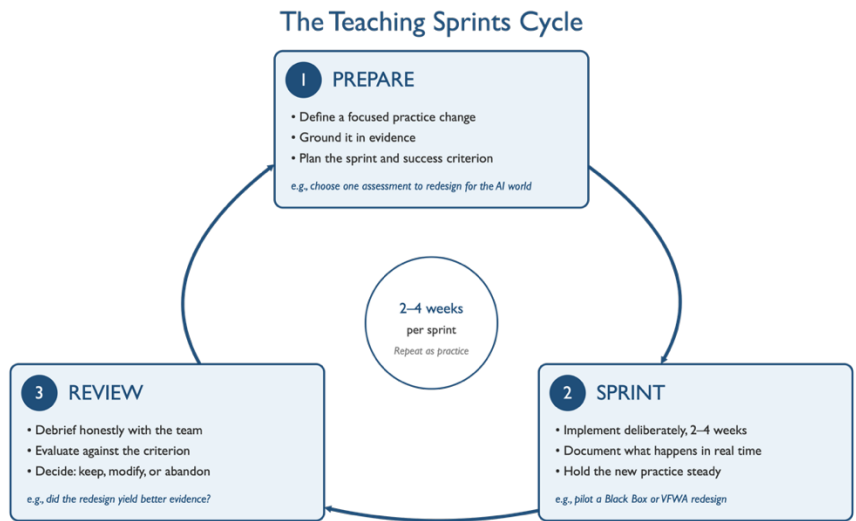 The Teaching Sprints Cycle
1 PREPARE
• Define a focused practice change
• Ground it in evidence
• Plan the sprint and success criterion
e.g., choose one assessment to redesign for the AI world
2–4 weeks
per sprint
Repeat as practice
3 REVIEW
• Debrief honestly with the team
• Evaluate against the criterion
• Decide: keep, modify, or abandon
e.g., did the redesign yield better evidence?
2 SPRINT
• Implement deliberately, 2–4 weeks
• Document what happens in real time
• Hold the new practice steady
e.g., pilot a Black Box or VFWA redesign